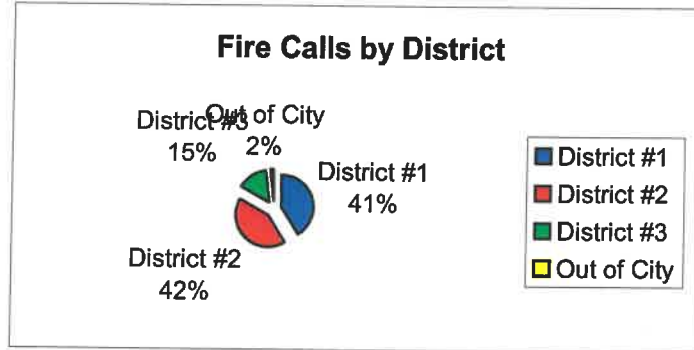 Fire Calls by District
District #3
15%
Out of City
2%
District #1
41%
District #2
42%
District #1
District #2
District #3
Out of City